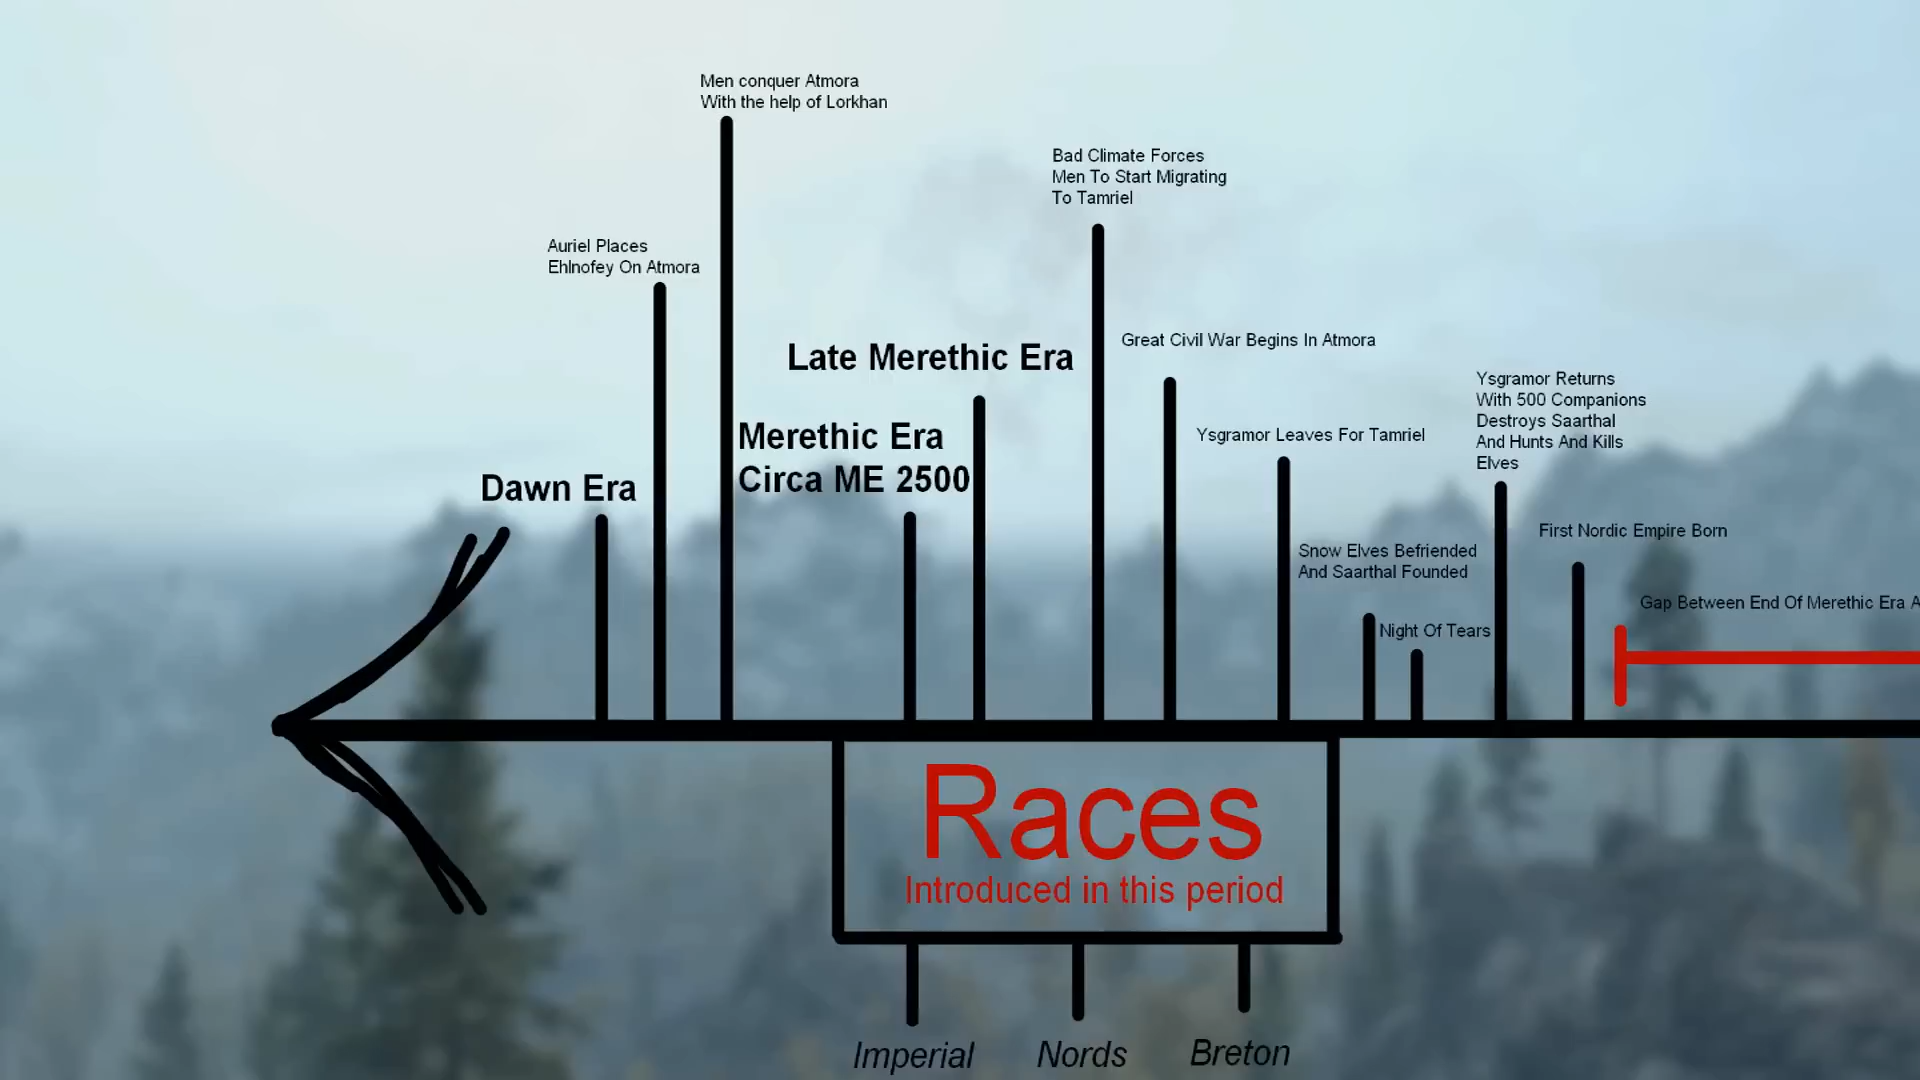 Men conquer Atmora
With the help of Lorkhan
Auriel Places
Ehlnofey On Atmora
Dawn Era
Merethic Era
Circa ME 2500
Late Merethic Era
Bad Climate Forces
Men To Start Migrating
To Tamriel
Great Civil War Begins In Atmora
Ysgramor Leaves For Tamriel
Snow Elves Befriended
And Saarthal Founded
Night Of Tears
Ysgramor Returns
With 500 Companions
Destroys Saarthal
And Hunts And Kills
Elves
First Nordic Empire Born
Gap Between End Of Merethic Era A
Races
Introduced in this period
Imperial
Nords
Breton